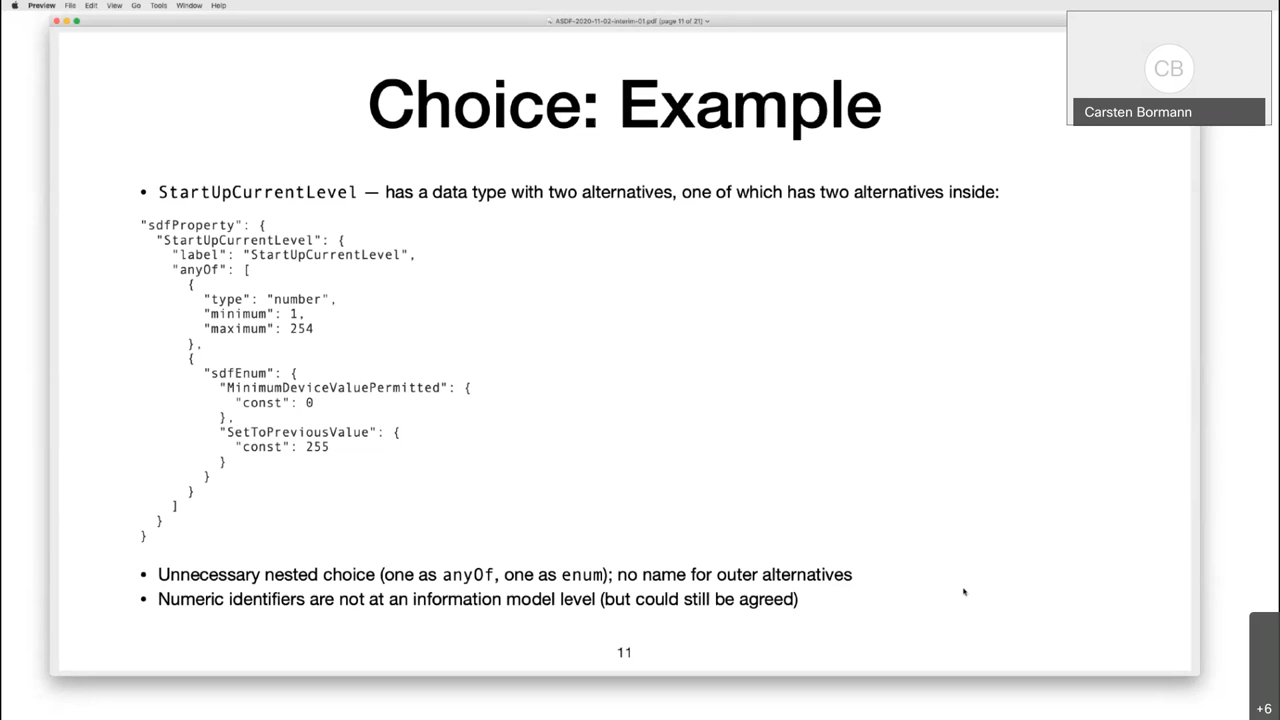 Preview File Edit View Go Tools Window Help
ASDF-2020-11-02-interim-01.pdf (page 11 of 21)
CB
Carsten Bormann
Choice: Example
• StartUpCurrentLevel — has a data type with two alternatives, one of which has two alternatives inside:
"sdfProperty": {
  "StartUpCurrentLevel": {
    "label": "StartUpCurrentLevel",
    "anyOf": [
      {
        "type": "number",
        "minimum": 1,
        "maximum": 254
      },
      {
        "sdfEnum": {
          "MinimumDeviceValuePermitted": {
            "const": 0
          },
          "SetToPreviousValue": {
            "const": 255
          }
        }
      }
    ]
  }
}
• Unnecessary nested choice (one as anyOf, one as enum); no name for outer alternatives
• Numeric identifiers are not at an information model level (but could still be agreed)
11
+6